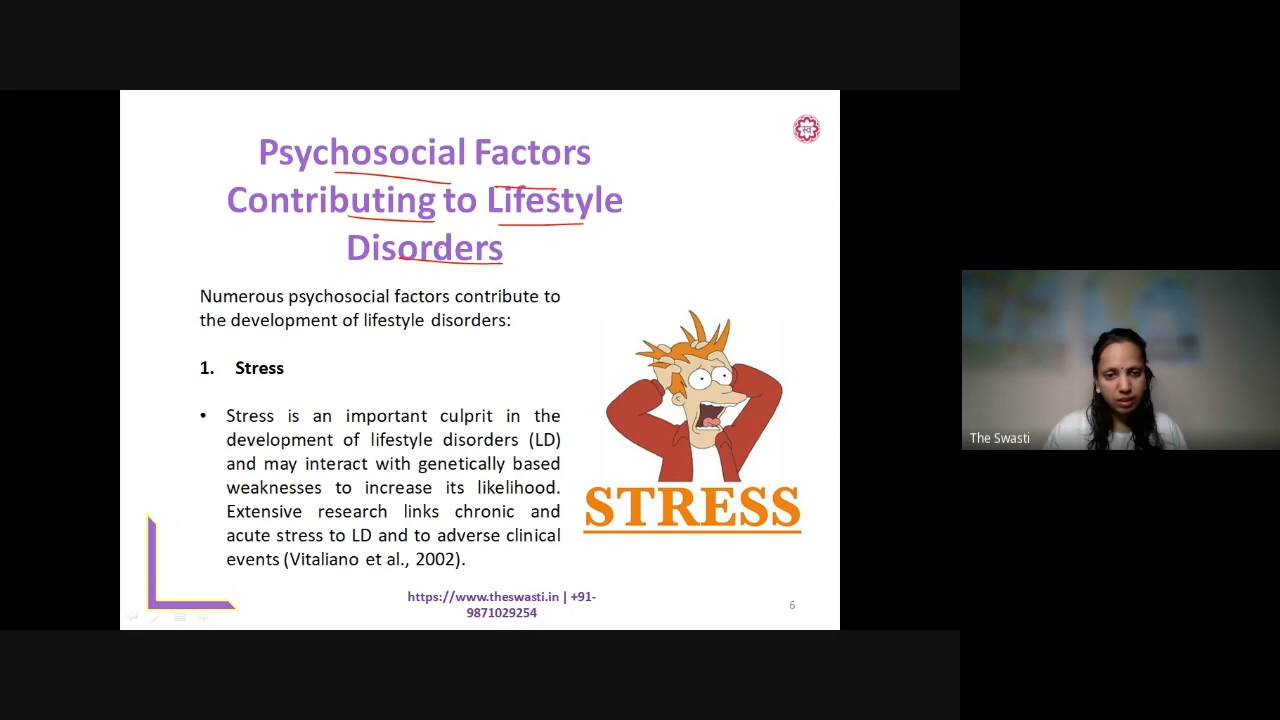 Psychosocial Factors
Contributing to Lifestyle
Disorders
Numerous psychosocial factors contribute to
the development of lifestyle disorders:
1. Stress
• Stress is an important culprit in the
development of lifestyle disorders (LD)
and may interact with genetically based
weaknesses to increase its likelihood.
Extensive research links chronic and
acute stress to LD and to adverse clinical
events (Vitaliano et al., 2002).
STRESS
https://www.theswasti.in | +91-
9871029254
6
The Swasti